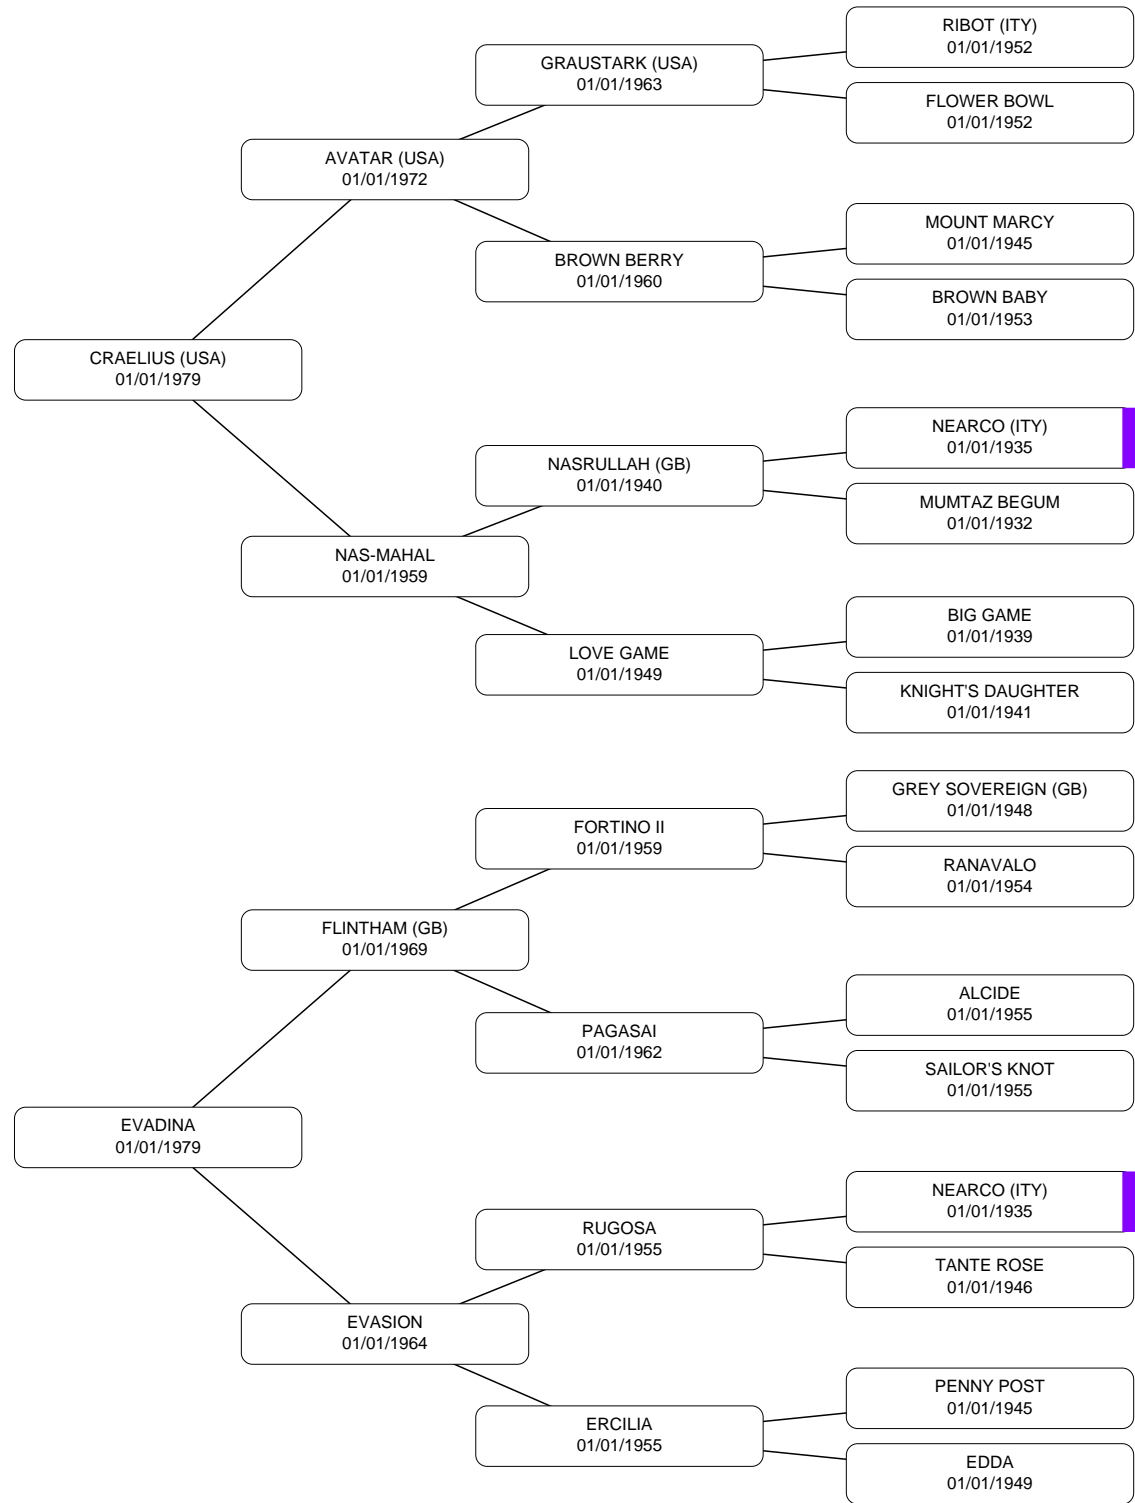 RIBOT (ITY)
01/01/1952
GRAUSTARK (USA)
01/01/1963
FLOWER BOWL
01/01/1952
AVATAR (USA)
01/01/1972
MOUNT MARCY
01/01/1945
BROWN BERRY
01/01/1960
BROWN BABY
01/01/1953
CRAELIUS (USA)
01/01/1979
NEARCO (ITY)
01/01/1935
NASRULLAH (GB)
01/01/1940
MUMTAZ BEGUM
01/01/1932
NAS-MAHAL
01/01/1959
BIG GAME
01/01/1939
LOVE GAME
01/01/1949
KNIGHT'S DAUGHTER
01/01/1941
GREY SOVEREIGN (GB)
01/01/1948
FORTINO II
01/01/1959
RANAVALO
01/01/1954
FLINTHAM (GB)
01/01/1969
ALCIDE
01/01/1955
PAGASAI
01/01/1962
SAILOR'S KNOT
01/01/1955
EVADINA
01/01/1979
NEARCO (ITY)
01/01/1935
RUGOSA
01/01/1955
TANTE ROSE
01/01/1946
EVASION
01/01/1964
PENNY POST
01/01/1945
ERCILIA
01/01/1955
EDDA
01/01/1949